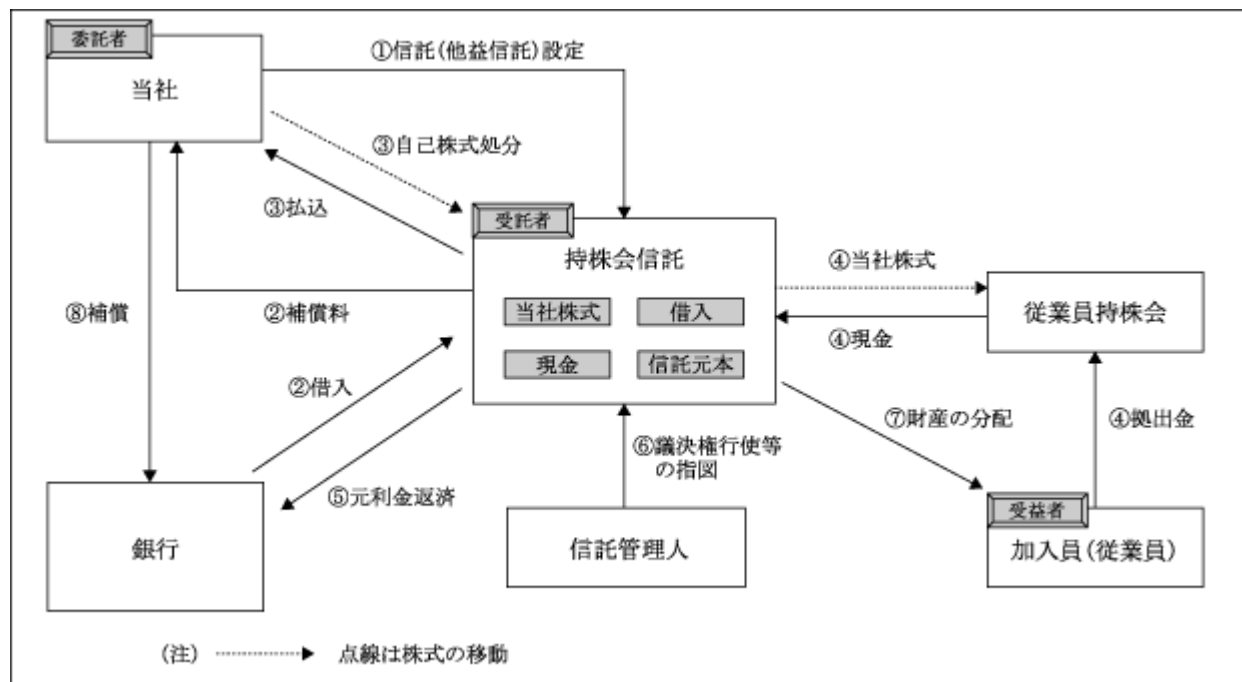 委託者
当社
①信託(他益信託)設定
③自己株式処分
③払込
受託者
持株会信託
当社株式
借入
現金
信託元本
④当社株式
④現金
従業員持株会
⑧補償
②補償料
②借入
⑤元利金返済
⑥議決権行使等
の指図
⑦財産の分配
④拠出金
銀行
信託管理人
受益者
加入員(従業員)
(注)
点線は株式の移動